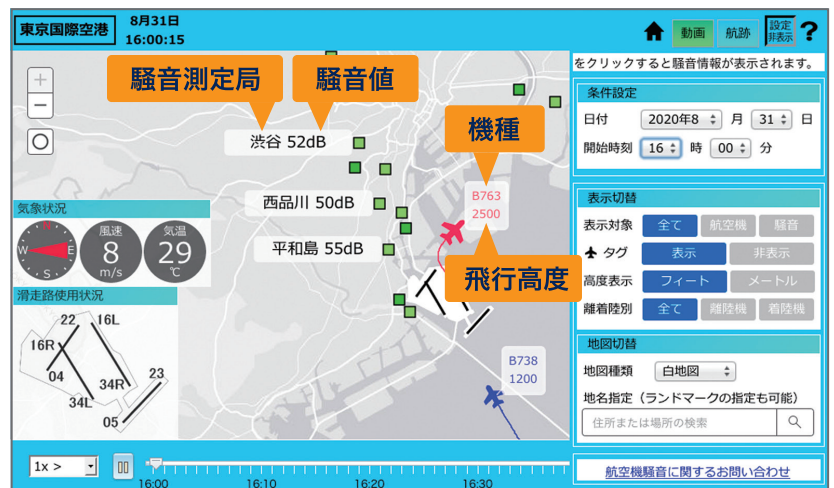 東京国際空港
8月31日
16:00:15
動画
航跡
設定
非表示
?
をクリックすると騒音情報が表示されます。
騒音測定局
騒音値
渋谷 52dB
機種
西品川 50dB
B763
2500
平和島 55dB
飛行高度
B738
1200
気象状況
N
W
E
S
風速
8
m/s
気温
29
℃
滑走路使用状況
22
16L
16R
04
34R
23
34L
05
条件設定
日付
2020年8
月
31
日
開始時刻
16
時
00
分
表示切替
表示対象
全て
航空機
騒音
タグ
表示
非表示
高度表示
フィート
メートル
離着陸別
全て
離陸機
着陸機
地図切替
地図種類
白地図
地名指定（ランドマークの指定も可能）
住所または場所の検索
航空機騒音に関するお問い合わせ
1x >
16:00
16:10
16:20
16:30